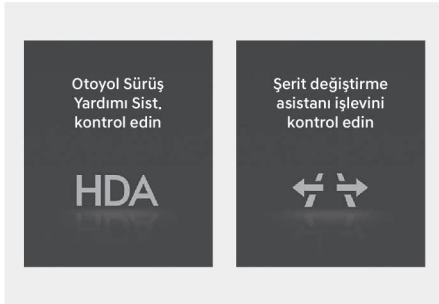 Otoyol Sürüş
Yardımı Sist.
kontrol edin
HDA
Şerit değiştirme
asistanı işlevini
kontrol edin